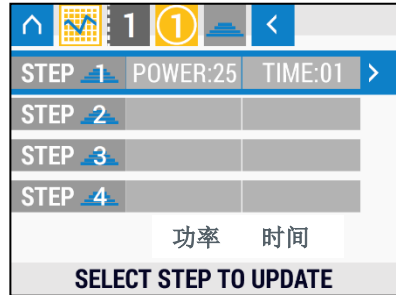 1 1
STEP 1 POWER:25 TIME:01
STEP 2
STEP 3
STEP 4
功率 时间
SELECT STEP TO UPDATE